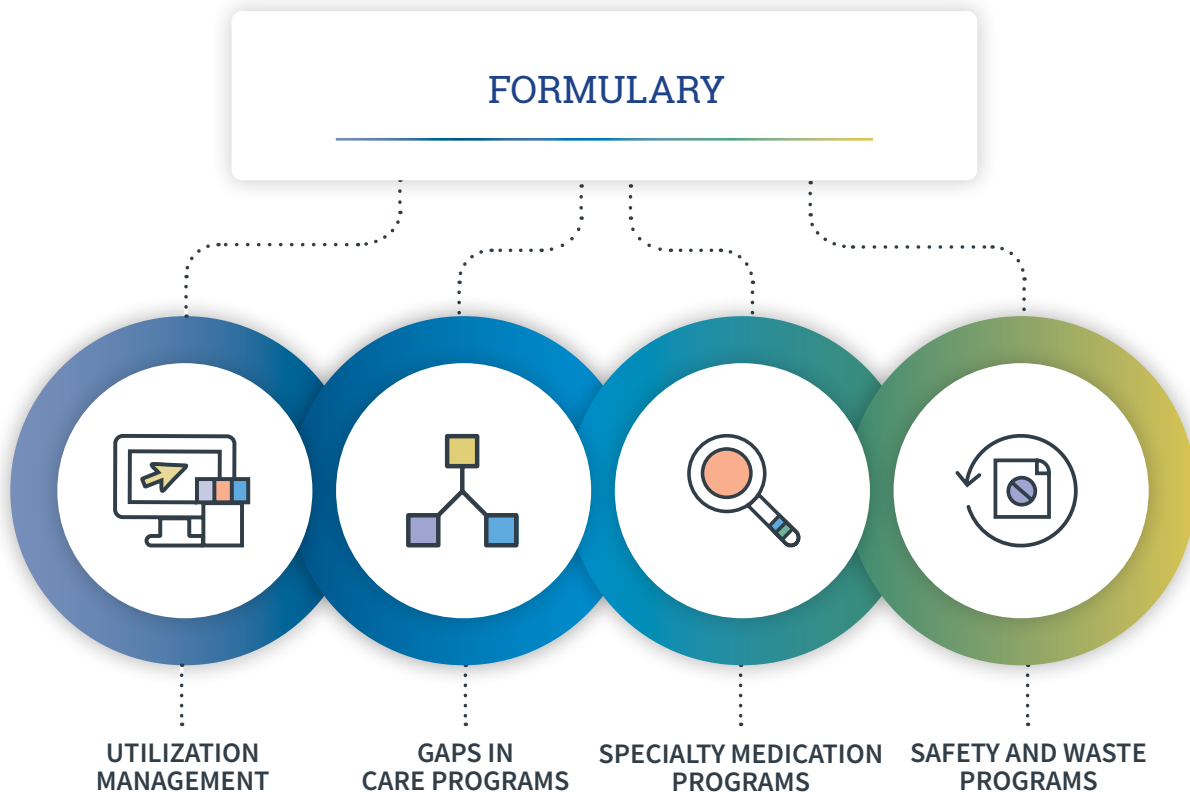 FORMULARY
UTILIZATION
MANAGEMENT
GAPS IN
CARE PROGRAMS
SPECIALTY MEDICATION
PROGRAMS
SAFETY AND WASTE
PROGRAMS